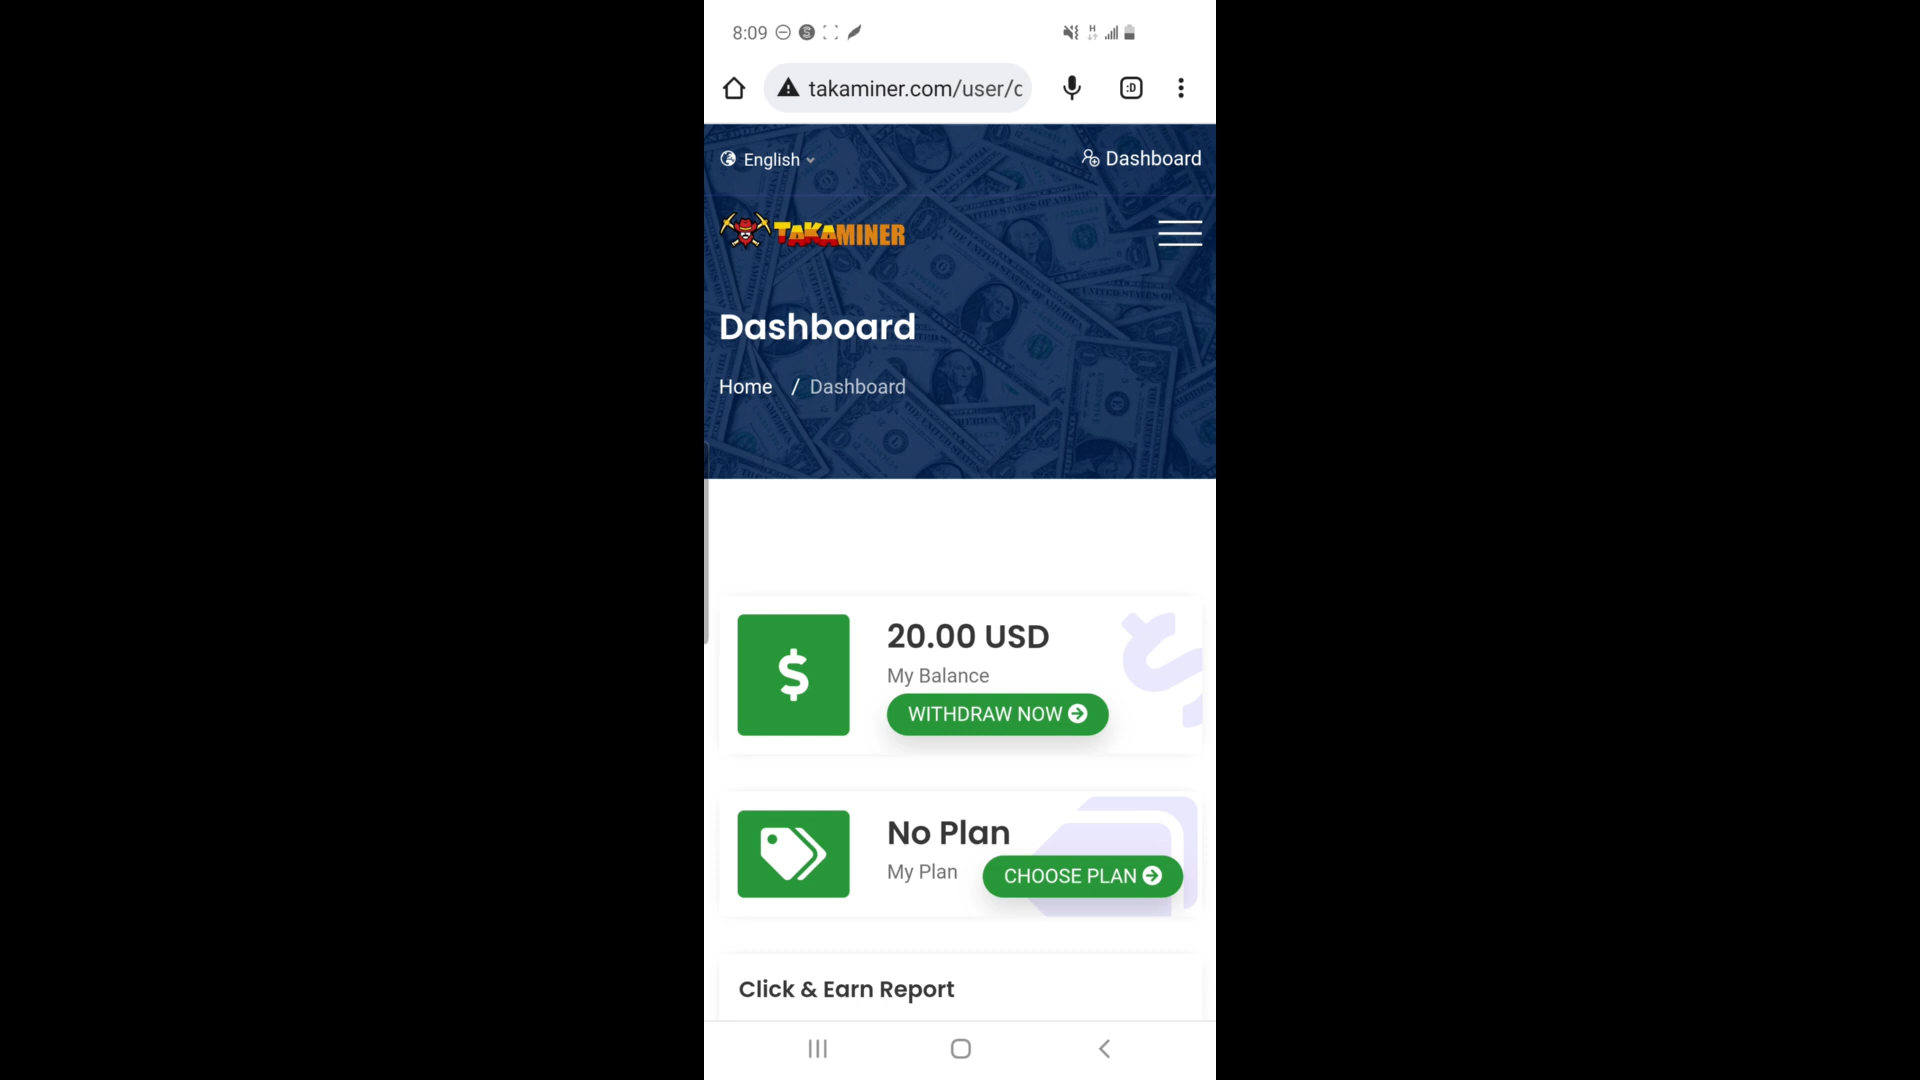 8:09
takaminer.com/user/c
English
Dashboard
TAKAMINER
Dashboard
Home / Dashboard
20.00 USD
My Balance
WITHDRAW NOW
No Plan
My Plan
CHOOSE PLAN
Click & Earn Report